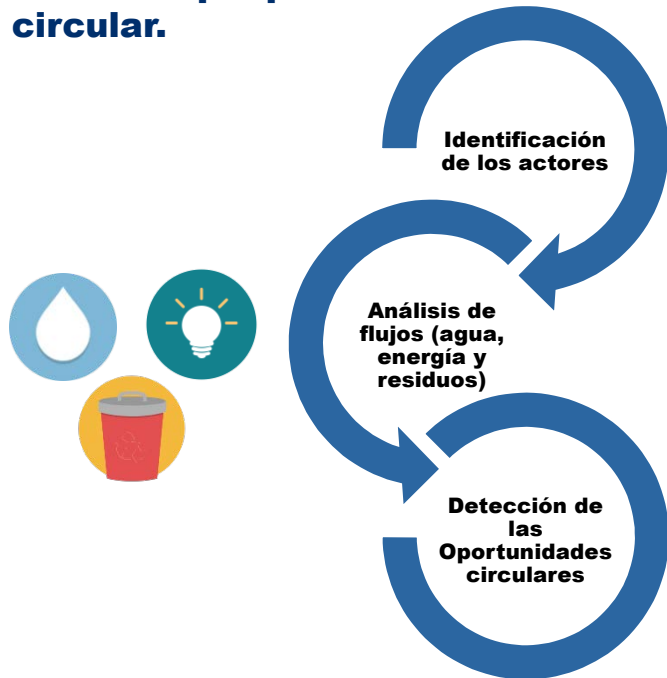 circular.
Identificación
de los actores
Análisis de
flujos (agua,
energía y
residuos)
Detección de
las
Oportunidades
circulares